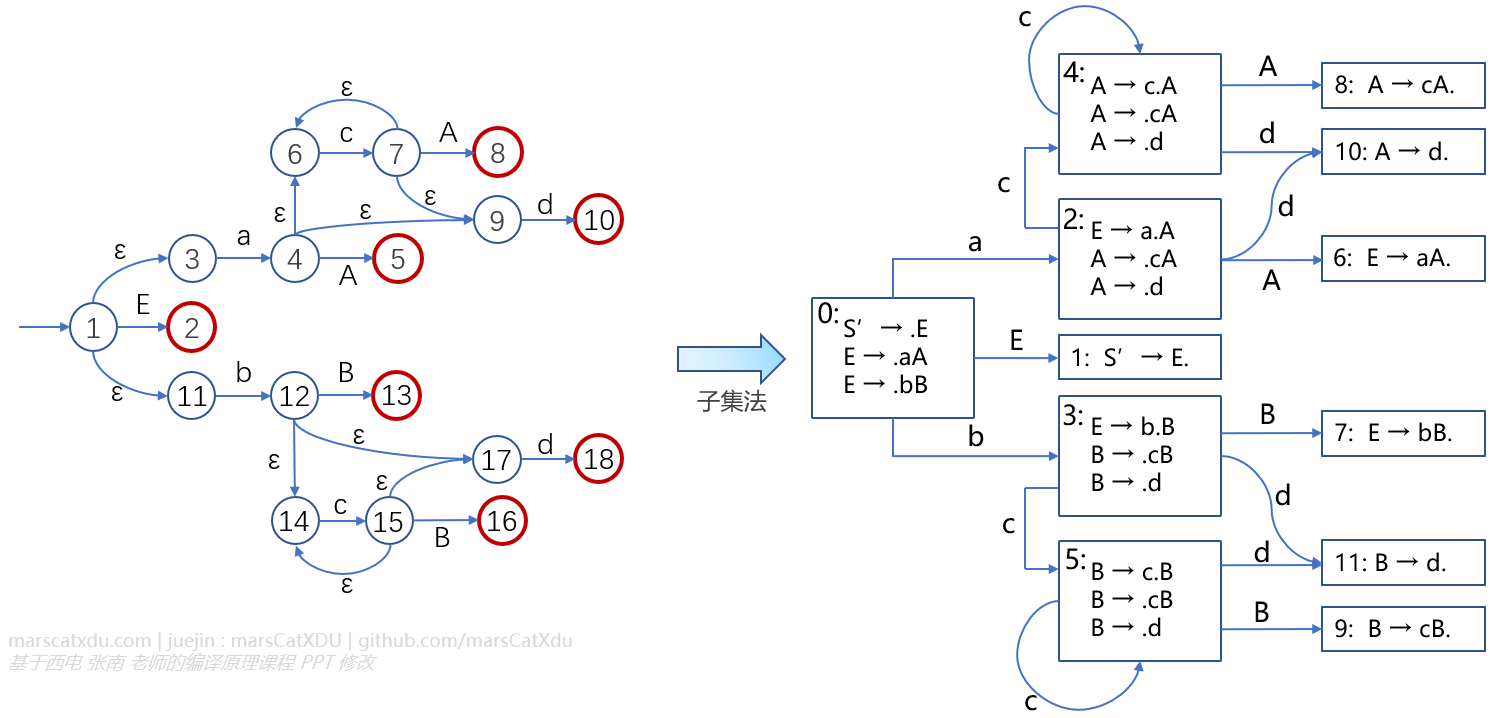 ε
ε
c
A
6
7
8
ε
ε
ε
9
d
10
ε
3
a
4
A
5
E
1
2
ε
11
b
12
B
13
ε
ε
17
d
18
14
c
15
ε
B
16
ε
子集法
0:
S′ → .E
E → .aA
E → .bB
a
E
b
c
4:
A → c.A
A → .cA
A → .d
A
8: A → cA.
d
10: A → d.
c
2:
E → a.A
A → .cA
A → .d
d
A
6: E → aA.
1: S′ → E.
3:
E → b.B
B → .cB
B → .d
B
7: E → bB.
d
c
5:
B → c.B
B → .cB
B → .d
d
11: B → d.
B
9: B → cB.
c
marscatxdu.com | juejin : marsCatXDU | github.com/marsCatXdu
基于西电 张南 老师的编译原理课程 PPT 修改